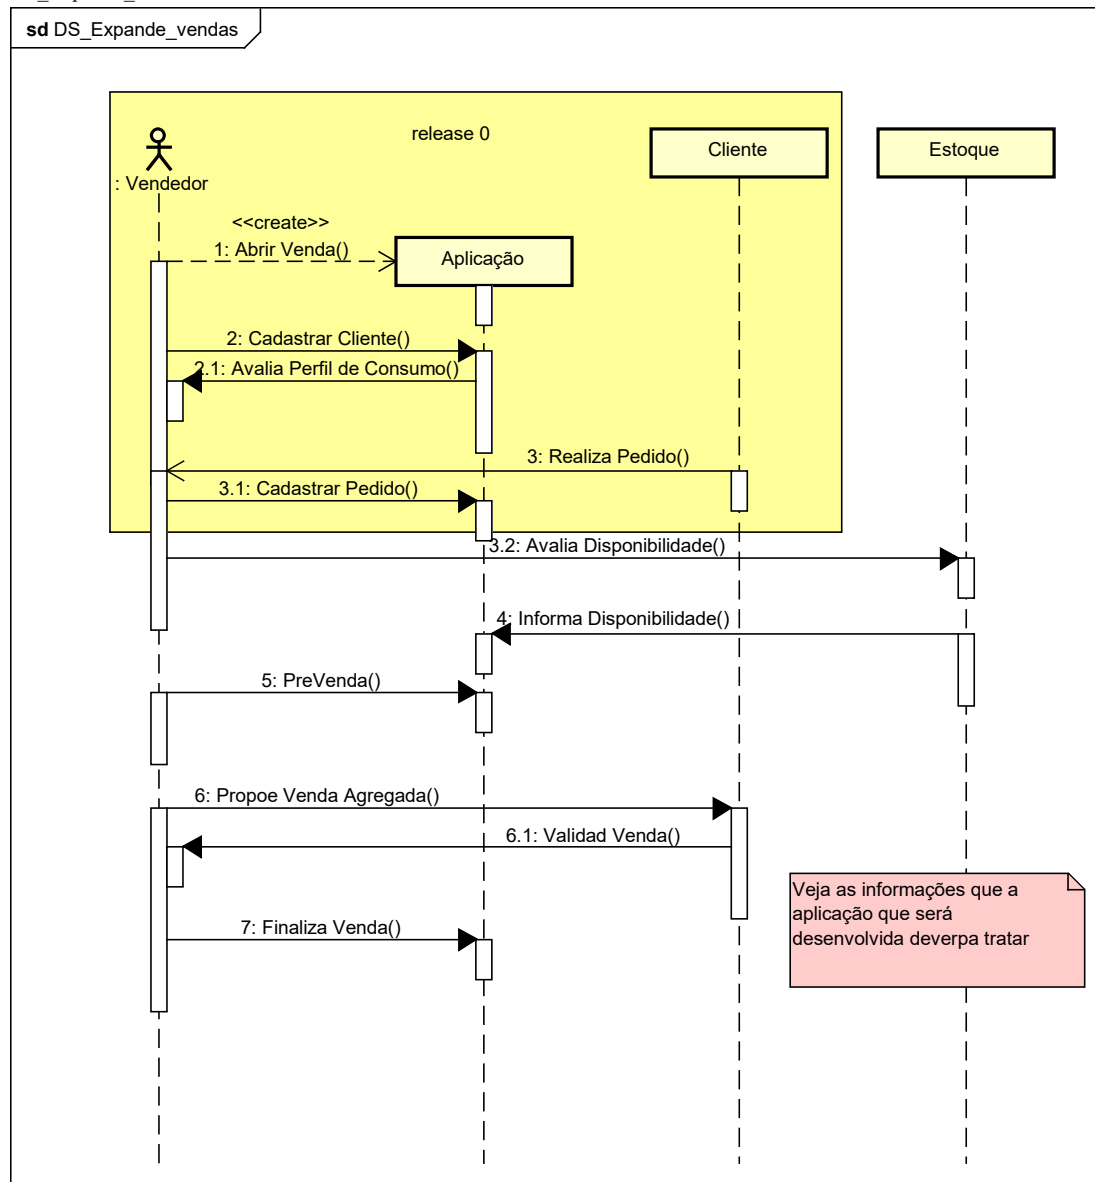 sd DS_Expande_vendas
release 0
Cliente
Estoque
: Vendedor
<<create>>
1: Abrir Venda()
Aplicação
2: Cadastrar Cliente()
2.1: Avalia Perfil de Consumo()
3: Realiza Pedido()
3.1: Cadastrar Pedido()
3.2: Avalia Disponibilidade()
4: Informa Disponibilidade()
5: PreVenda()
6: Propoe Venda Agregada()
6.1: Validad Venda()
Veja as informações que a
aplicação que será
desenvolvida deverpa tratar
7: Finaliza Venda()